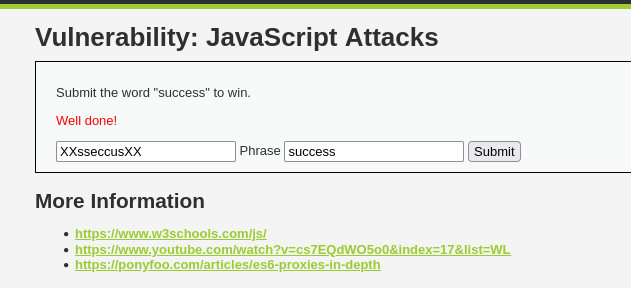 Vulnerability: JavaScript Attacks
Submit the word "success" to win.
Well done!
XXsseccusXX Phrase success Submit
More Information
https://www.w3schools.com/js/
https://www.youtube.com/watch?v=cs7EQdWO5o0&index=17&list=WL
https://ponyfoo.com/articles/es6-proxies-in-depth